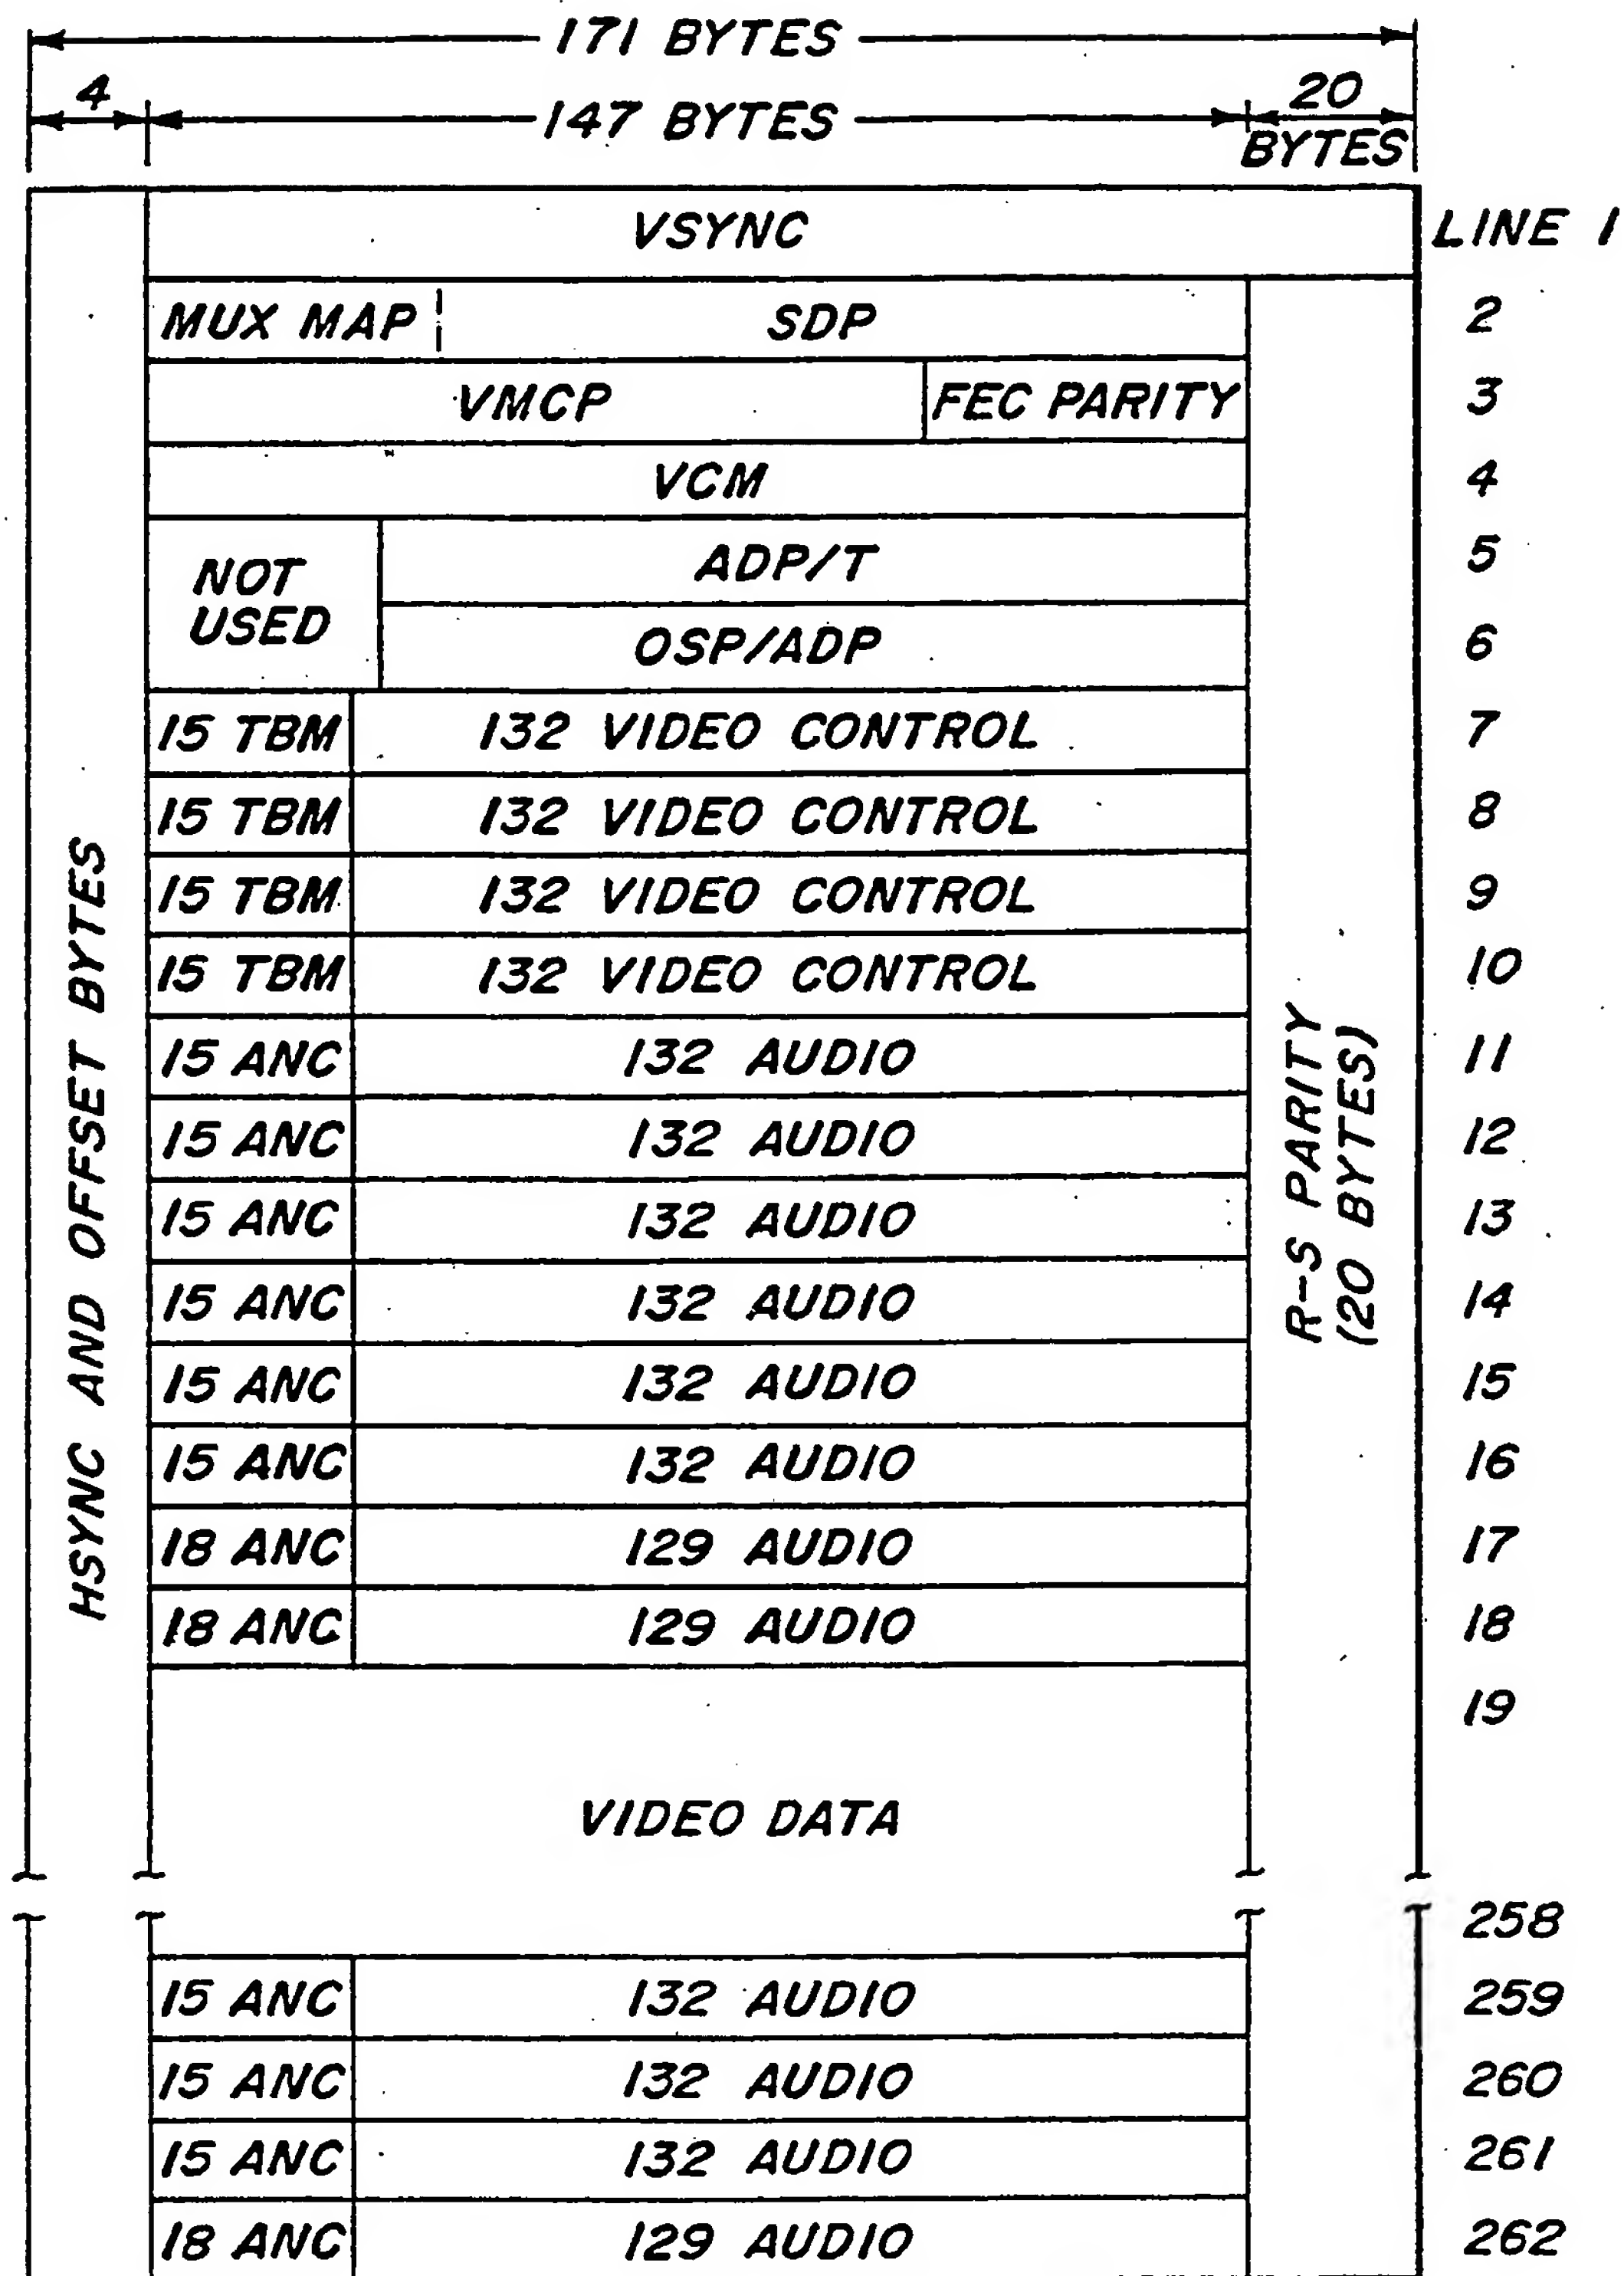 171 BYTES
4
147 BYTES
20
BYTES
VSYNC
LINE 1
MUX MAP
SDP
2
VMCP
FEC PARITY
3
VCM
4
NOT
USED
ADP/T
5
OSP/ADP
6
15 TBM
132 VIDEO CONTROL
7
15 TBM
132 VIDEO CONTROL
8
15 TBM
132 VIDEO CONTROL
9
15 TBM
132 VIDEO CONTROL
10
15 ANC
132 AUDIO
11
15 ANC
132 AUDIO
12
15 ANC
132 AUDIO
13
15 ANC
132 AUDIO
14
15 ANC
132 AUDIO
15
15 ANC
132 AUDIO
16
18 ANC
129 AUDIO
17
18 ANC
129 AUDIO
18
19
VIDEO DATA
258
15 ANC
132 AUDIO
259
15 ANC
132 AUDIO
260
15 ANC
132 AUDIO
261
18 ANC
129 AUDIO
262
HSYNC AND OFFSET BYTES
R-S PARITY
(20 BYTES)